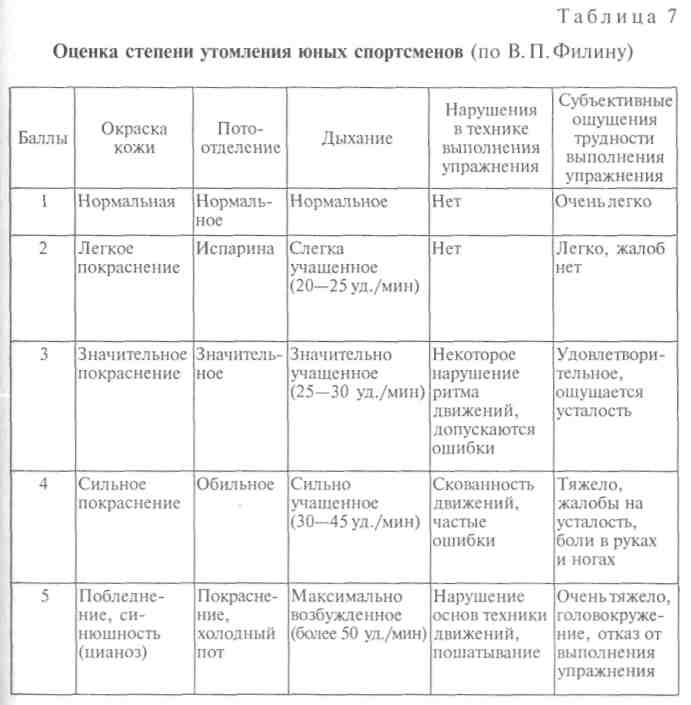 Таблица 7
Оценка степени утомления юных спортсменов (по В. П. Филину)
Баллы
Окраска
кожи
Пото-
отделение
Дыхание
Нарушения
в технике
выполнения
упражнения
Субъективные
ощущения
трудности
выполнения
упражнения
1
Нормальная
Нормаль-
ное
Нормальное
Нет
Очень легко
2
Легкое
покраснение
Испарина
Слегка
учащенное
(20—25 уд./мин)
Нет
Легко, жалоб
нет
3
Значительное
покраснение
Значитель-
ное
Значительно
учащенное
(25—30 уд./мин)
Некоторое
нарушение
ритма
движений,
допускаются
ошибки
Удовлетвори-
тельное,
ощущается
усталость
4
Сильное
покраснение
Обильное
Сильно
учащенное
(30—45 уд./мин)
Скованность
движений,
частые
ошибки
Тяжело,
жалобы на
усталость,
боли в руках
и ногах
5
Побледне-
ние, си-
нюшность
(цианоз)
Покрасне-
ние,
холодный
пот
Максимально
возбужденное
(более 50 уд./мин)
Нарушение
основ техники
движений,
пошатывание
Очень тяжело,
головокруже-
ние, отказ от
выполнения
упражнения